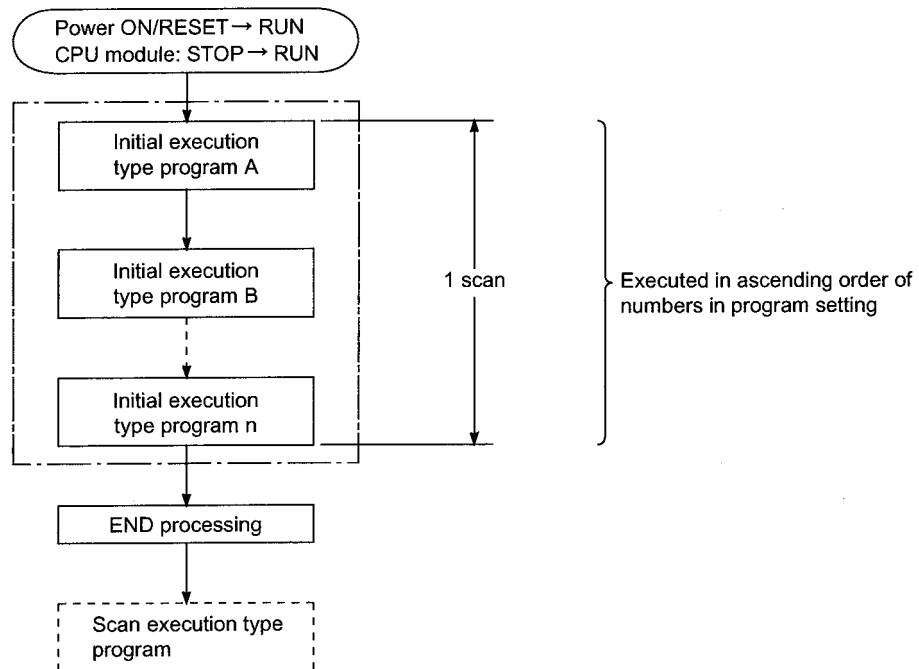 Power ON/RESET → RUN
CPU module: STOP → RUN
Initial execution
type program A
Initial execution
type program B
1 scan
Executed in ascending order of
numbers in program setting
Initial execution
type program n
END processing
Scan execution type
program